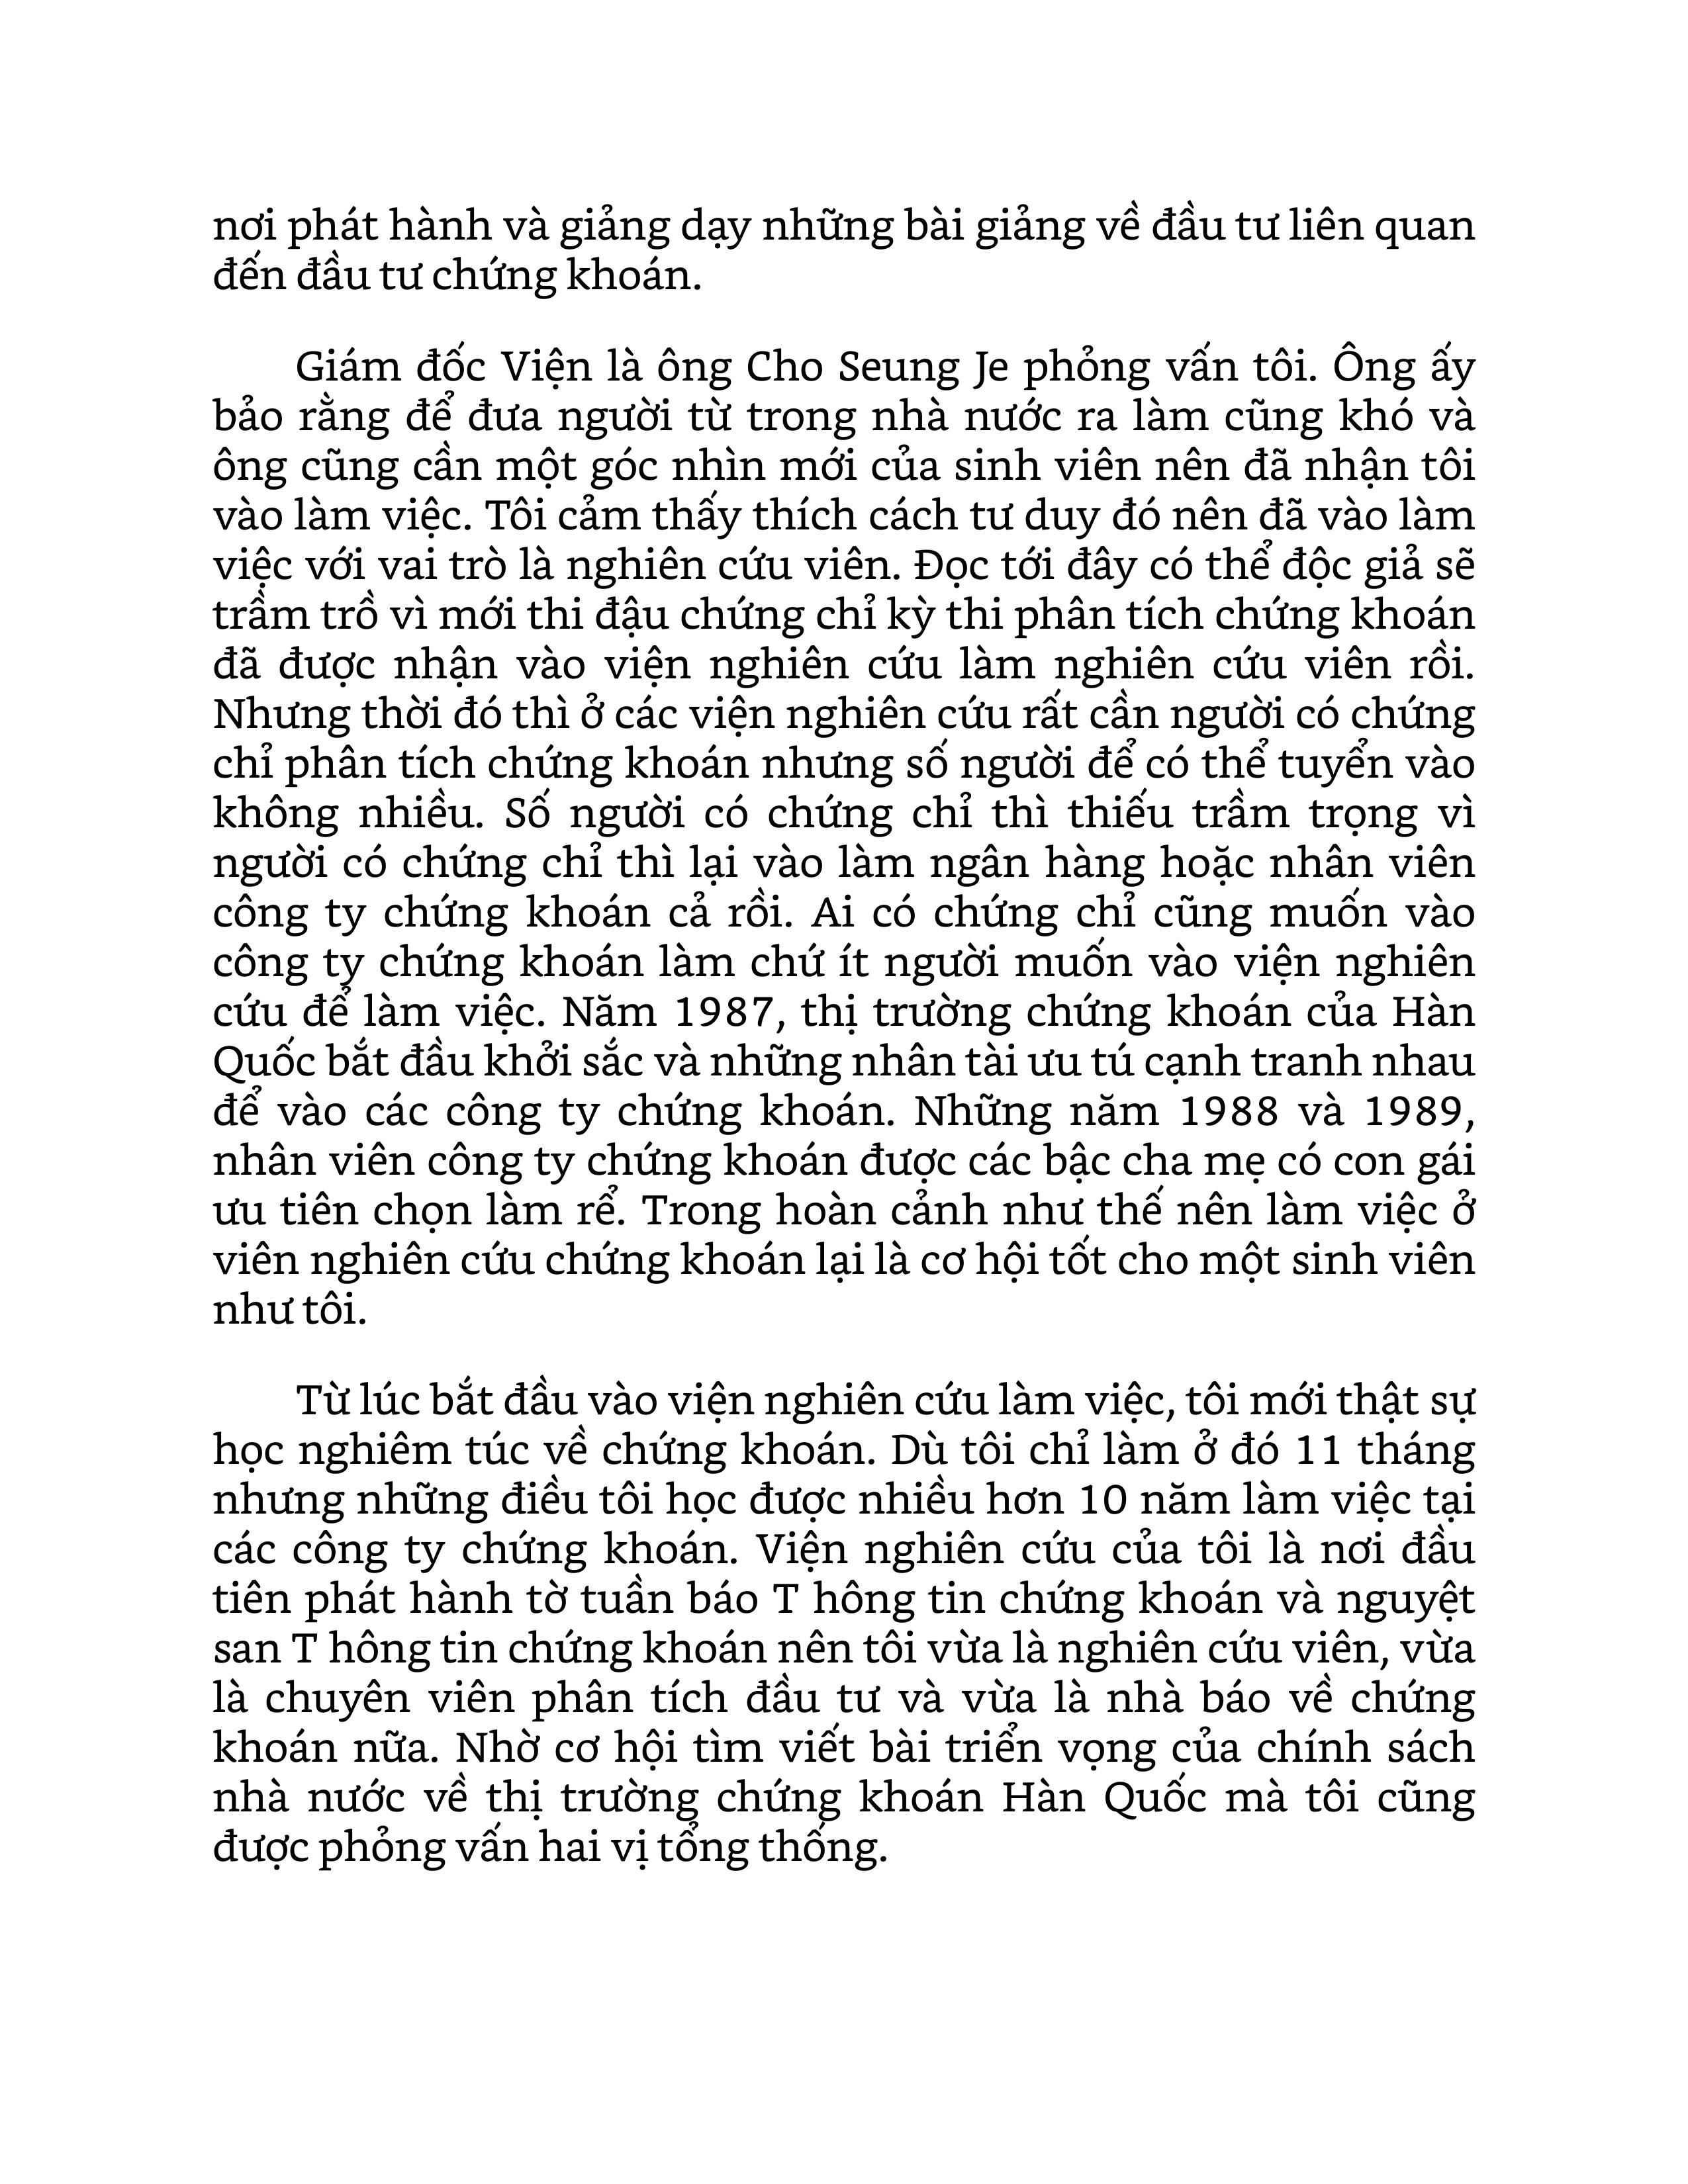 nơi phát hành và giảng dạy những bài giảng về đầu tư liên quan
đến đầu tư chứng khoán.
Giám đốc Viện là ông Cho Seung Je phỏng vấn tôi. Ông ấy
bảo rằng để đưa người từ trong nhà nước ra làm cũng khó và
ông cũng cần một góc nhìn mới của sinh viên nên đã nhận tôi
vào làm việc. Tôi cảm thấy thích cách tư duy đó nên đã vào làm
việc với vai trò là nghiên cứu viên. Đọc tới đây có thể độc giả sẽ
trầm trồ vì mới thi đậu chứng chỉ kỳ thi phân tích chứng khoán
đã được nhận vào viện nghiên cứu làm nghiên cứu viên rồi.
Nhưng thời đó thì ở các viện nghiên cứu rất cần người có chứng
chỉ phân tích chứng khoán nhưng số người để có thể tuyển vào
không nhiều. Số người có chứng chỉ thì thiếu trầm trọng vì
người có chứng chỉ thì lại vào làm ngân hàng hoặc nhân viên
công ty chứng khoán cả rồi. Ai có chứng chỉ cũng muốn vào
công ty chứng khoán làm chứ ít người muốn vào viện nghiên
cứu để làm việc. Năm 1987, thị trường chứng khoán của Hàn
Quốc bắt đầu khởi sắc và những nhân tài ưu tú cạnh tranh nhau
để vào các công ty chứng khoán. Những năm 1988 và 1989,
nhân viên công ty chứng khoán được các bậc cha mẹ có con gái
ưu tiên chọn làm rể. Trong hoàn cảnh như thế nên làm việc ở
viên nghiên cứu chứng khoán lại là cơ hội tốt cho một sinh viên
như tôi.
Từ lúc bắt đầu vào viện nghiên cứu làm việc, tôi mới thật sự
học nghiêm túc về chứng khoán. Dù tôi chỉ làm ở đó 11 tháng
nhưng những điều tôi học được nhiều hơn 10 năm làm việc tại
các công ty chứng khoán. Viện nghiên cứu của tôi là nơi đầu
tiên phát hành tờ tuần báo T hông tin chứng khoán và nguyệt
san T hông tin chứng khoán nên tôi vừa là nghiên cứu viên, vừa
là chuyên viên phân tích đầu tư và vừa là nhà báo về chứng
khoán nữa. Nhờ cơ hội tìm viết bài triển vọng của chính sách
nhà nước về thị trường chứng khoán Hàn Quốc mà tôi cũng
được phỏng vấn hai vị tổng thống.